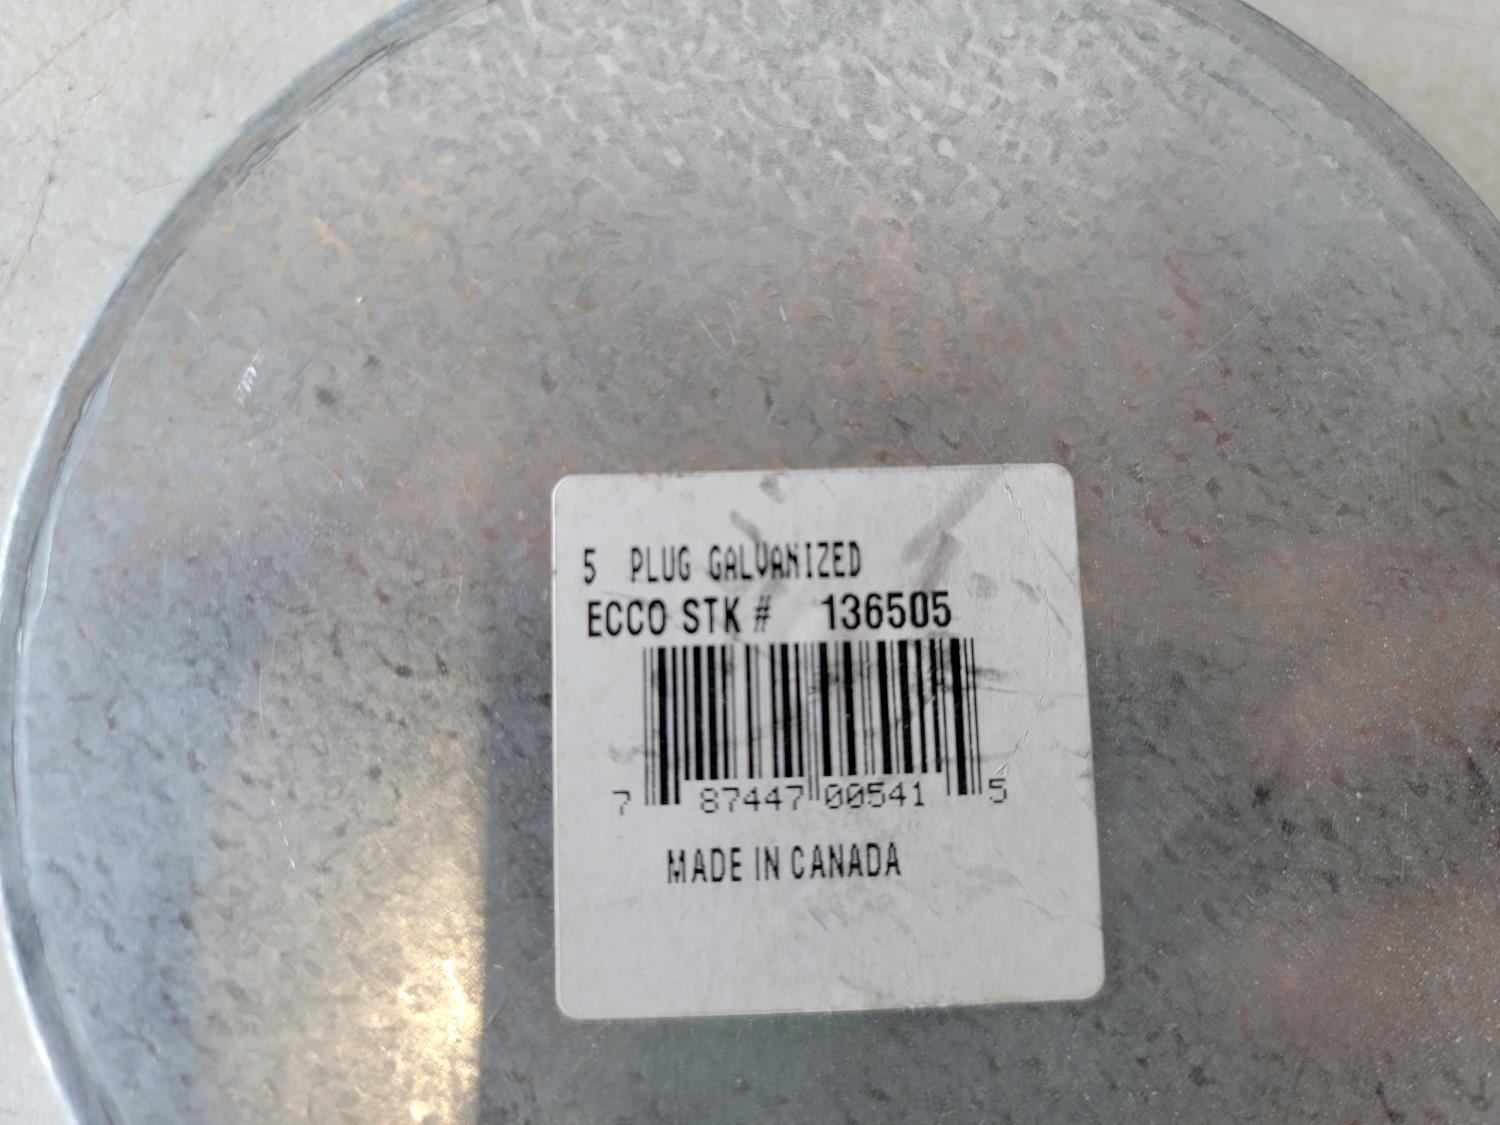 5 PLUG GALVANIZED
ECCO STK # 136505
7 87447 00541 5
MADE IN CANADA